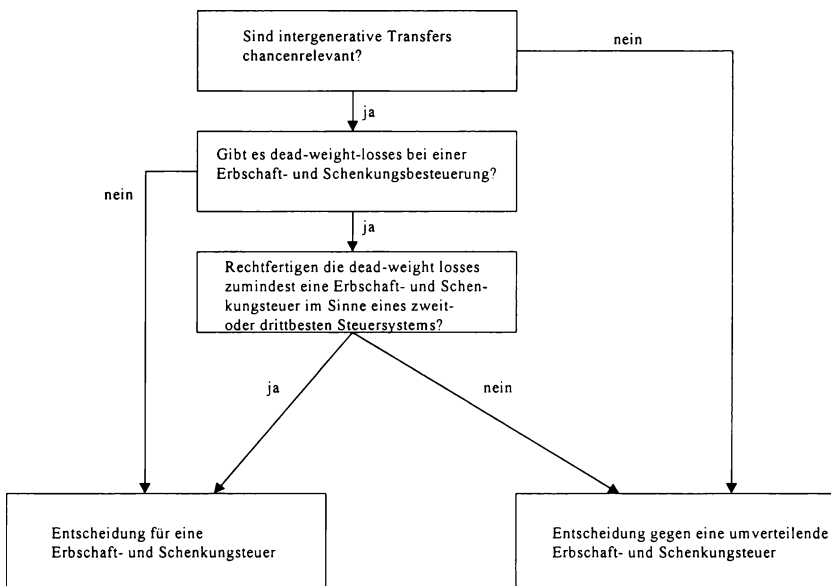 Sind intergenerative Transfers
chancenrelevant?
nein
ja
Gibt es dead-weight-losses bei einer
Erbschaft- und Schenkungsbesteuerung?
nein
ja
Rechtfertigen die dead-weight losses
zumindest eine Erbschaft- und Schen-
kungsteuer im Sinne eines zweit-
oder drittbesten Steuersystems?
ja
nein
Entscheidung für eine
Erbschaft- und Schenkungsteuer
Entscheidung gegen eine umverteilende
Erbschaft- und Schenkungsteuer